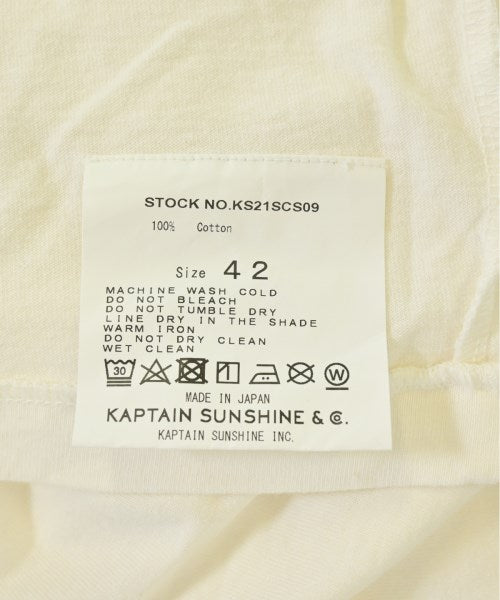 STOCK NO.KS21SCS09
100% Cotton
Size 42
MACHINE WASH COLD
DO NOT BLEACH
DO NOT TUMBLE DRY
LINE DRY IN THE SHADE
WARM IRON
DO NOT DRY CLEAN
WET CLEAN
30 W
MADE IN JAPAN
KAPTAIN SUNSHINE & Co.
KAPTAIN SUNSHINE INC.